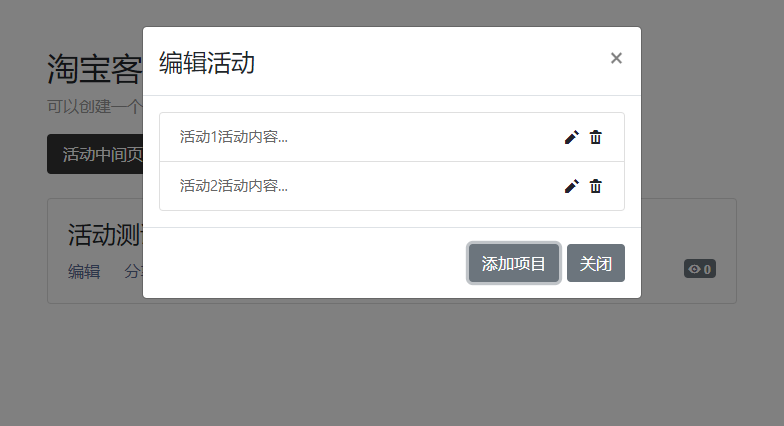 编辑活动
×
淘宝客
可以创建一个
活动中间页
活动1活动内容...
活动2活动内容...
活动测
编辑
分
添加项目
关闭
0